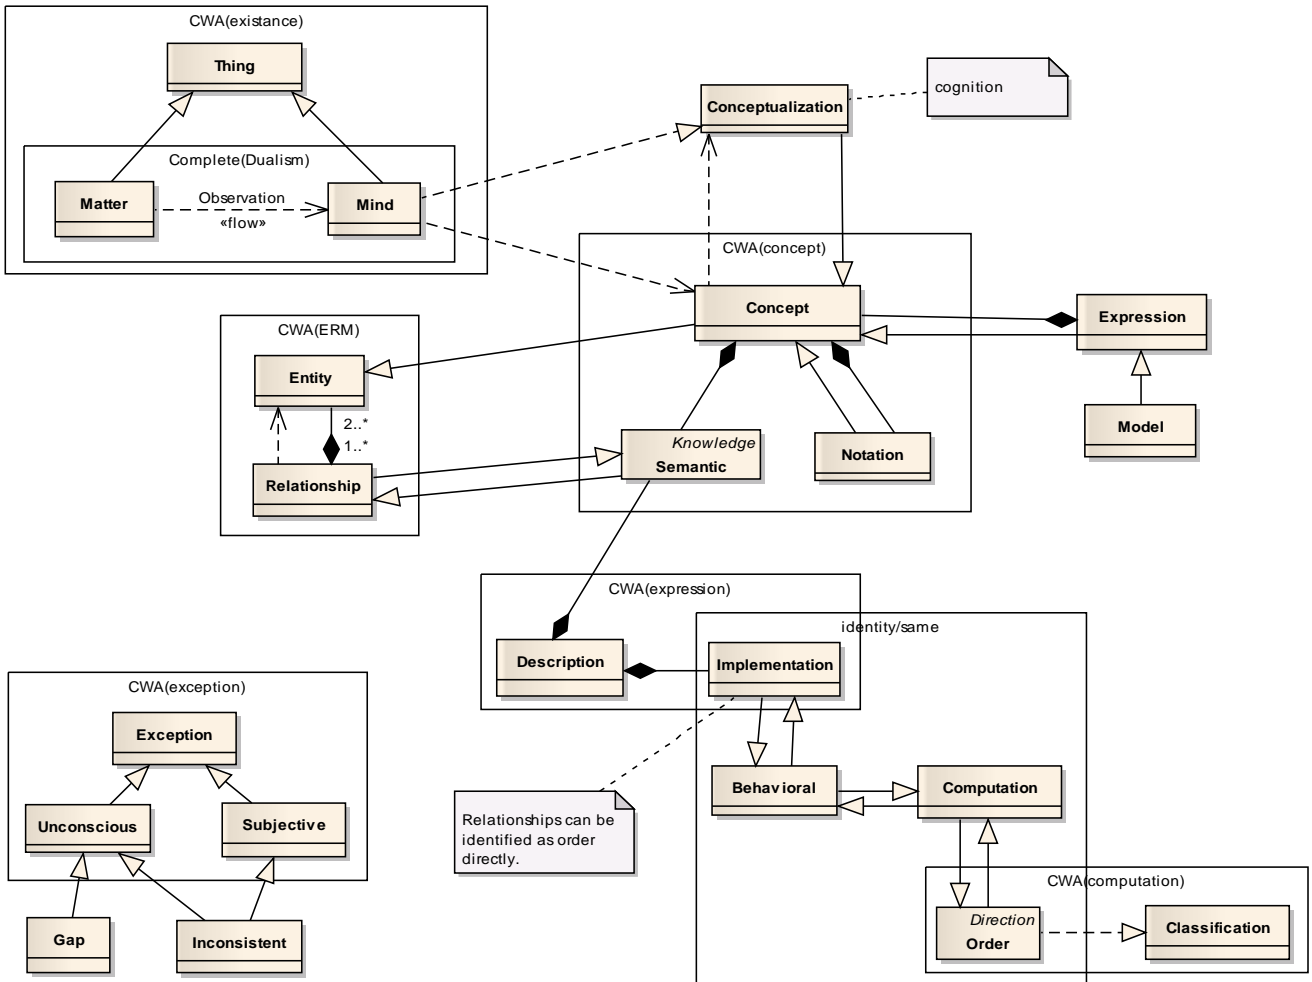 CWA(existance)
Thing
Complete(Dualism)
Matter
Observation
«flow»
Mind
Conceptualization
cognition
CWA(concept)
Concept
Expression
Model
Knowledge
Semantic
Notation
CWA(ERM)
Entity
2..*
1..*
Relationship
CWA(expression)
Description
identity/same
Implementation
Behavioral
Computation
Relationships can be
identified as order
directly.
CWA(computation)
Direction
Order
Classification
CWA(exception)
Exception
Unconscious
Subjective
Gap
Inconsistent